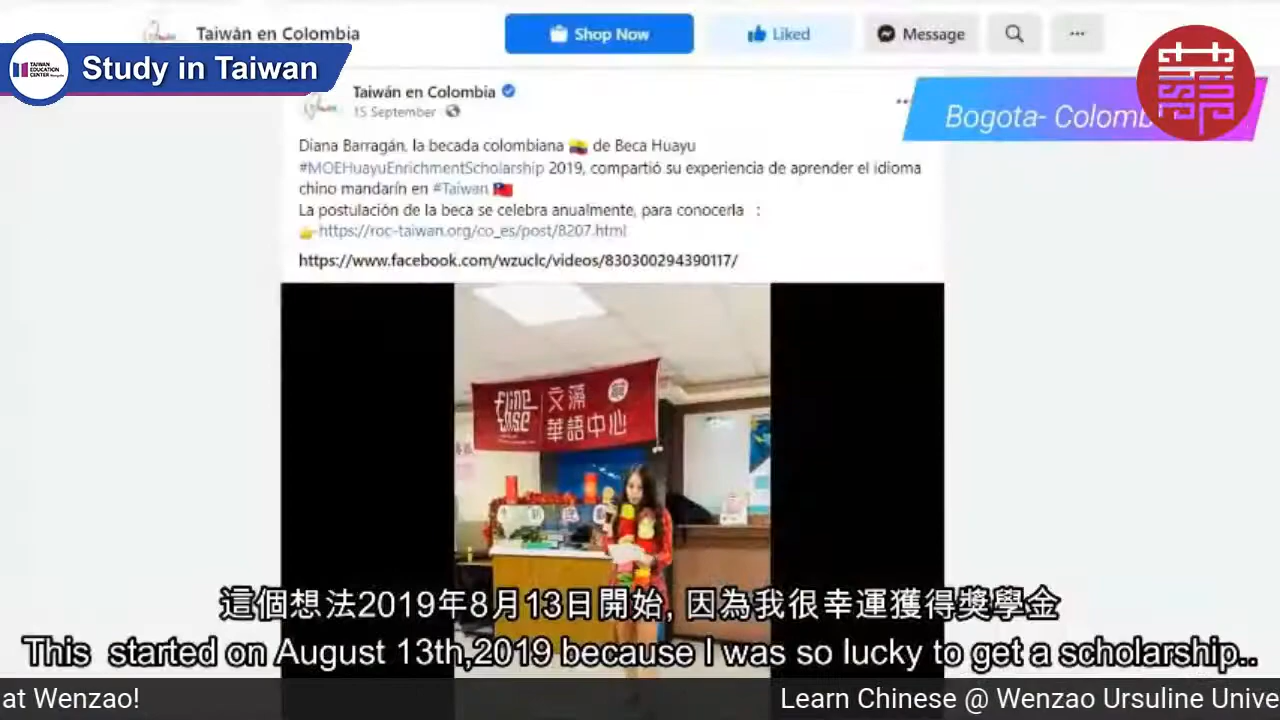 Taiwán en Colombia
Shop Now
Liked
Message
TAIWAN
EDUCATION
CENTER
Study in Taiwan
Taiwán en Colombia
15 September
Bogota- Colomb
Diana Barragán, la becada colombiana 🇨🇴 de Beca Huayu
#MOEHuayuEnrichmentScholarship 2019, compartió su experiencia de aprender el idioma
chino mandarín en #Taiwan 🇹🇼
La postulación de la beca se celebra anualmente, para conocerla :
👉https://roc-taiwan.org/co_es/post/8207.html
https://www.facebook.com/wzuclc/videos/830300294390117/
文藻
華語中心
這個想法2019年8月13日開始, 因為我很幸運獲得獎學金
This started on August 13th,2019 because I was so lucky to get a scholarship..
at Wenzao!
Learn Chinese @ Wenzao Ursuline Unive